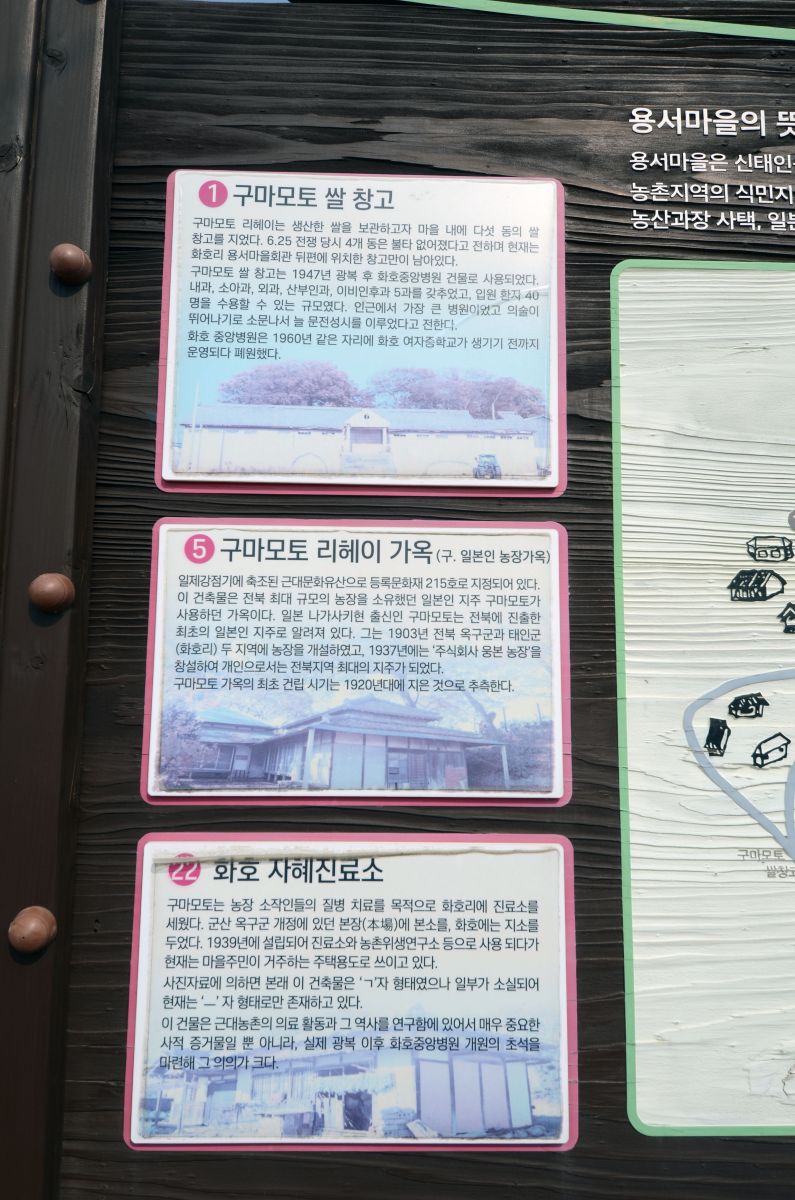 1 구마모토 쌀 창고
구마모토 리헤이는 생산한 쌀을 보관하고자 마을 내에 다섯 동의 쌀
창고를 지었다. 6.25 전쟁 당시 4개 동은 불타 없어졌다고 전하며 현재는
화호리 용서마을회관 뒤편에 위치한 창고만이 남아있다.
구마모토 쌀 창고는 1947년 광복 후 화호중앙병원 건물로 사용되었다.
내과, 소아과, 외과, 산부인과, 이비인후과 5과를 갖추었고, 입원 환자 40
명을 수용할 수 있는 규모였다. 인근에서 가장 큰 병원이었고 의술이
뛰어나기로 소문나서 늘 문전성시를 이루었다고 전한다.
화호 중앙병원은 1960년 같은 자리에 화호 여자중학교가 생기기 전까지
운영되다 폐원했다.
6
5 구마모토 리헤이 가옥 (구. 일본인 농장가옥)
일제강점기에 축조된 근대문화유산으로 등록문화재 215호로 지정되어 있다.
이 건축물은 전북 최대 규모의 농장을 소유했던 일본인 지주 구마모토가
사용하던 가옥이다. 일본 나가사키현 출신인 구마모토는 전북에 진출한
최초의 일본인 지주로 알려져 있다. 그는 1903년 전북 옥구군과 태인군
(화호리) 두 지역에 농장을 개설하였고, 1937년에는 '주식회사 웅본 농장'을
창설하여 개인으로서는 전북지역 최대의 지주가 되었다.
구마모토 가옥의 최초 건립 시기는 1920년대에 지은 것으로 추측한다.
22 화호 자혜진료소
구마모토는 농장 소작인들의 질병 치료를 목적으로 화호리에 진료소를
세웠다. 군산 옥구군 개정에 있던 본장(本場)에 본소를, 화호에는 지소를
두었다. 1939년에 설립되어 진료소와 농촌위생연구소 등으로 사용 되다가
현재는 마을주민이 거주하는 주택용도로 쓰이고 있다.
사진자료에 의하면 본래 이 건축물은 'ㄱ'자 형태였으나 일부가 소실되어
현재는 'ㅡ' 자 형태로만 존재하고 있다.
이 건물은 근대농촌의 의료 활동과 그 역사를 연구함에 있어서 매우 중요한
사적 증거물일 뿐 아니라, 실제 광복 이후 화호중앙병원 개원의 초석을
마련해 그 의의가 크다.
용서마을의 뜻
용서마을은 신태인
농촌지역의 식민지
농산과장 사택, 일본
구마모토
쌀창고